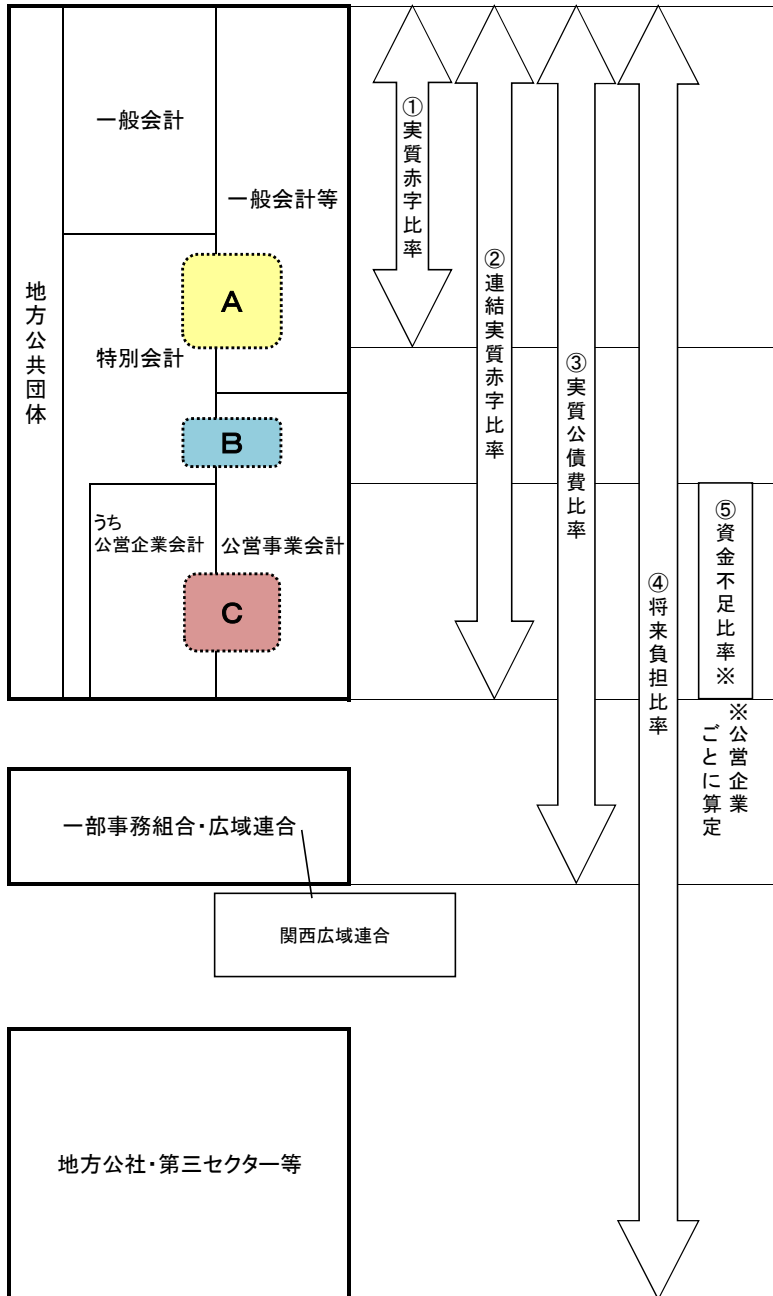 地方公共団体
一般会計
一般会計等
特別会計
A
B
うち
公営企業会計
公営事業会計
C
①実質赤字比率
②連結実質赤字比率
③実質公債費比率
④将来負担比率
⑤資金不足比率※
※公営企業
ごとに算定
一部事務組合・広域連合
関西広域連合
地方公社・第三セクター等